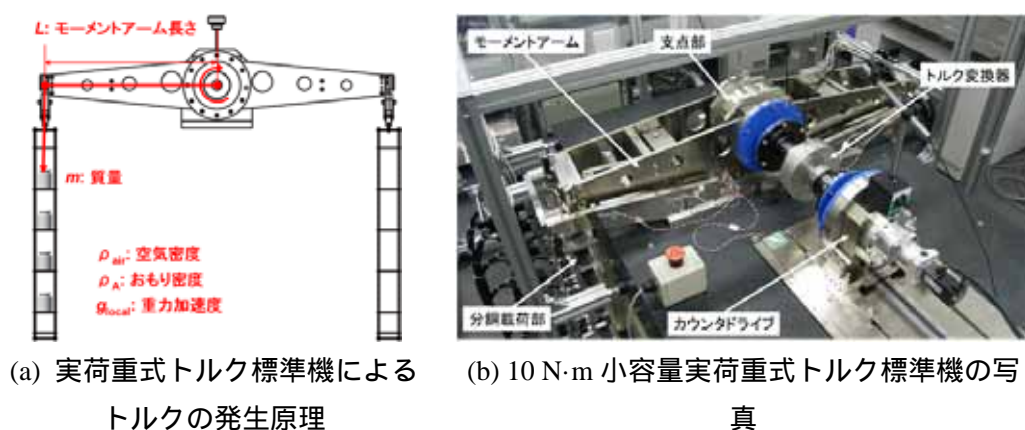 L: モーメントアーム長さ
m: 質量
ρair: 空気密度
ρA: おもり密度
glocal: 重力加速度
モーメントアーム
支点部
トルク変換器
分銅載荷部
カウンタドライブ
(a) 実荷重式トルク標準機による
トルクの発生原理
(b) 10 N·m 小容量実荷重式トルク標準機の写
真